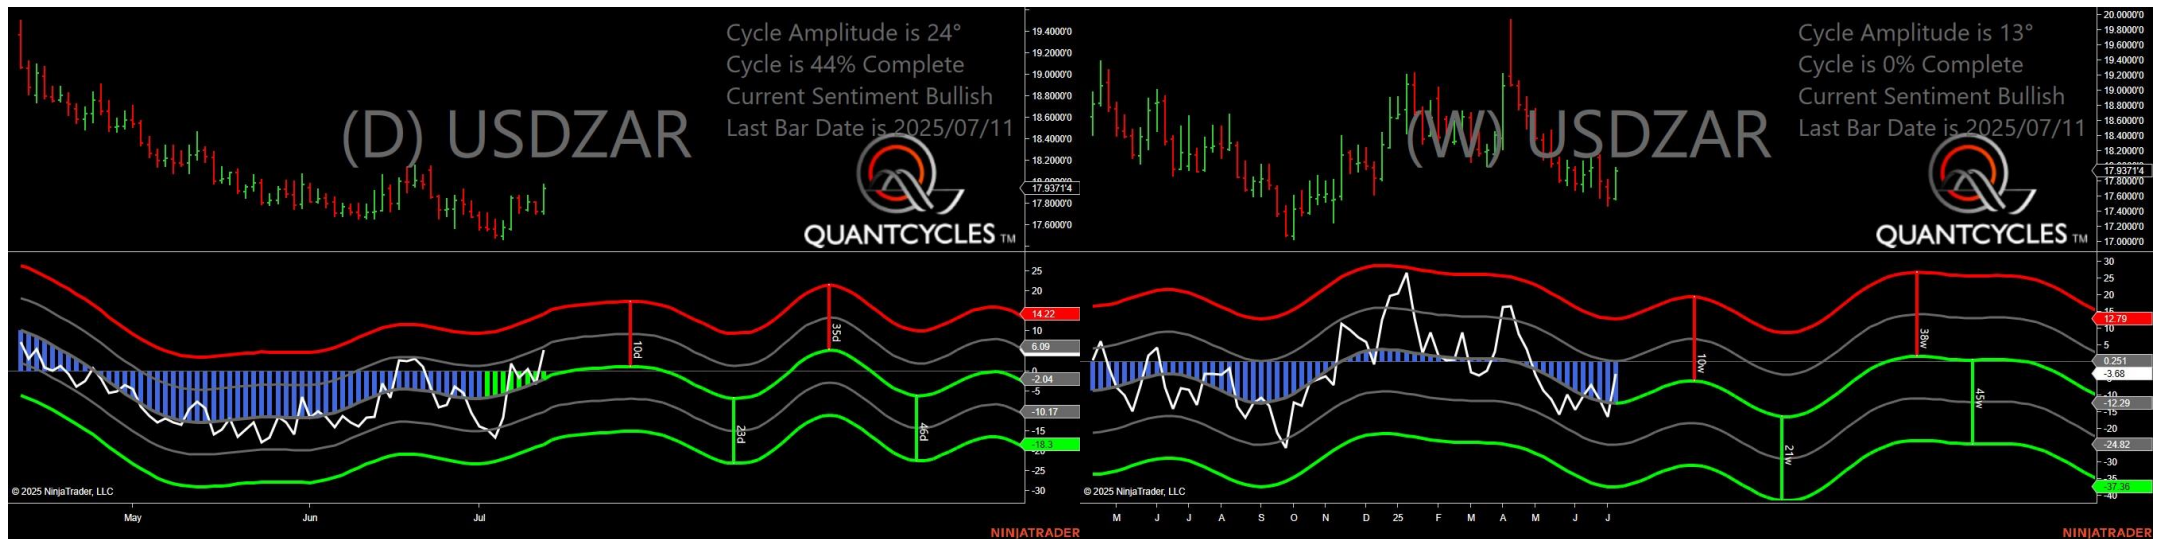 Cycle Amplitude is 24°
Cycle is 44% Complete
Current Sentiment Bullish
Last Bar Date is 2025/07/11
(D) USDZAR
QUANTCYCLES TM
19.4000'0
19.2000'0
19.0000'0
18.8000'0
18.6000'0
18.4000'0
18.2000'0
17.9371'4
17.8000'0
17.6000'0
25
20
14.22
10
6.09
0
-2.04
-5
-10.17
-15
-18.3
-25
-30
10d
23d
35d
46d
© 2025 NinjaTrader, LLC
May
Jun
Jul
NINJATRADER
Cycle Amplitude is 13°
Cycle is 0% Complete
Current Sentiment Bullish
Last Bar Date is 2025/07/11
(W) USDZAR
QUANTCYCLES TM
20.0000'0
19.8000'0
19.6000'0
19.4000'0
19.2000'0
19.0000'0
18.8000'0
18.6000'0
18.4000'0
18.2000'0
17.9371'4
17.8000'0
17.6000'0
17.4000'0
17.2000'0
17.0000'0
30
25
20
12.79
10
5
0.251
-3.68
-12.29
-15
-20
-24.82
-30
-35
-37.36
-40
10w
21w
38w
45w
© 2025 NinjaTrader, LLC
M J J A S O N D 25 F M A M J J
NINJATRADER